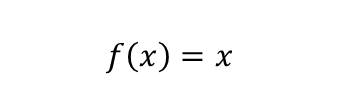 f(x) = x